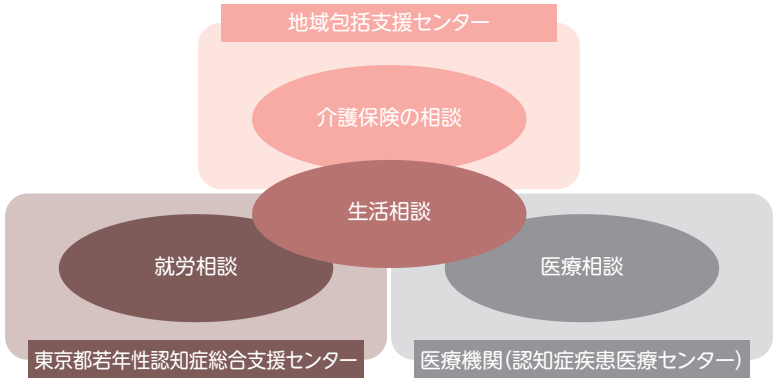 地域包括支援センター
介護保険の相談
生活相談
就労相談
医療相談
東京都若年性認知症総合支援センター
医療機関(認知症疾患医療センター)